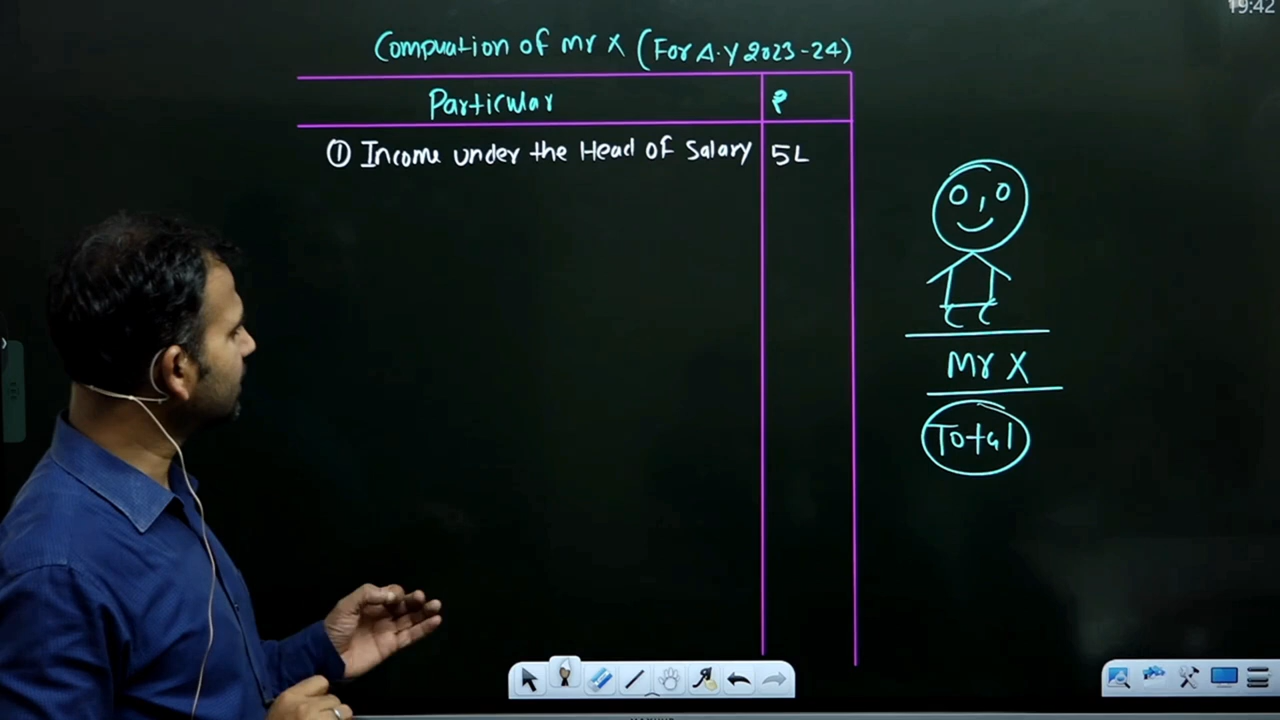 19:42
Compuation of Mr X (For A.Y 2023-24)
Particular ₹
① Income under the Head of Salary 5L
Mr X
Total